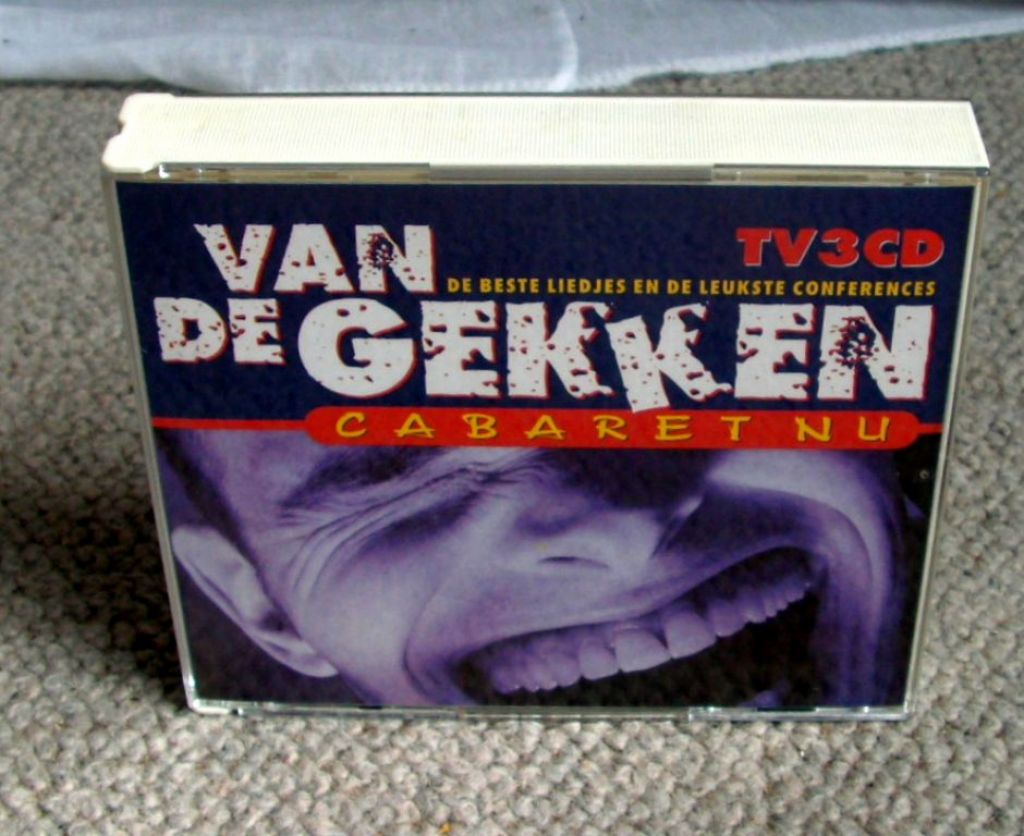 VAN
TV3CD
DE BESTE LIEDJES EN DE LEUKSTE CONFERENCES
DE GEKKEN
CABARET NU